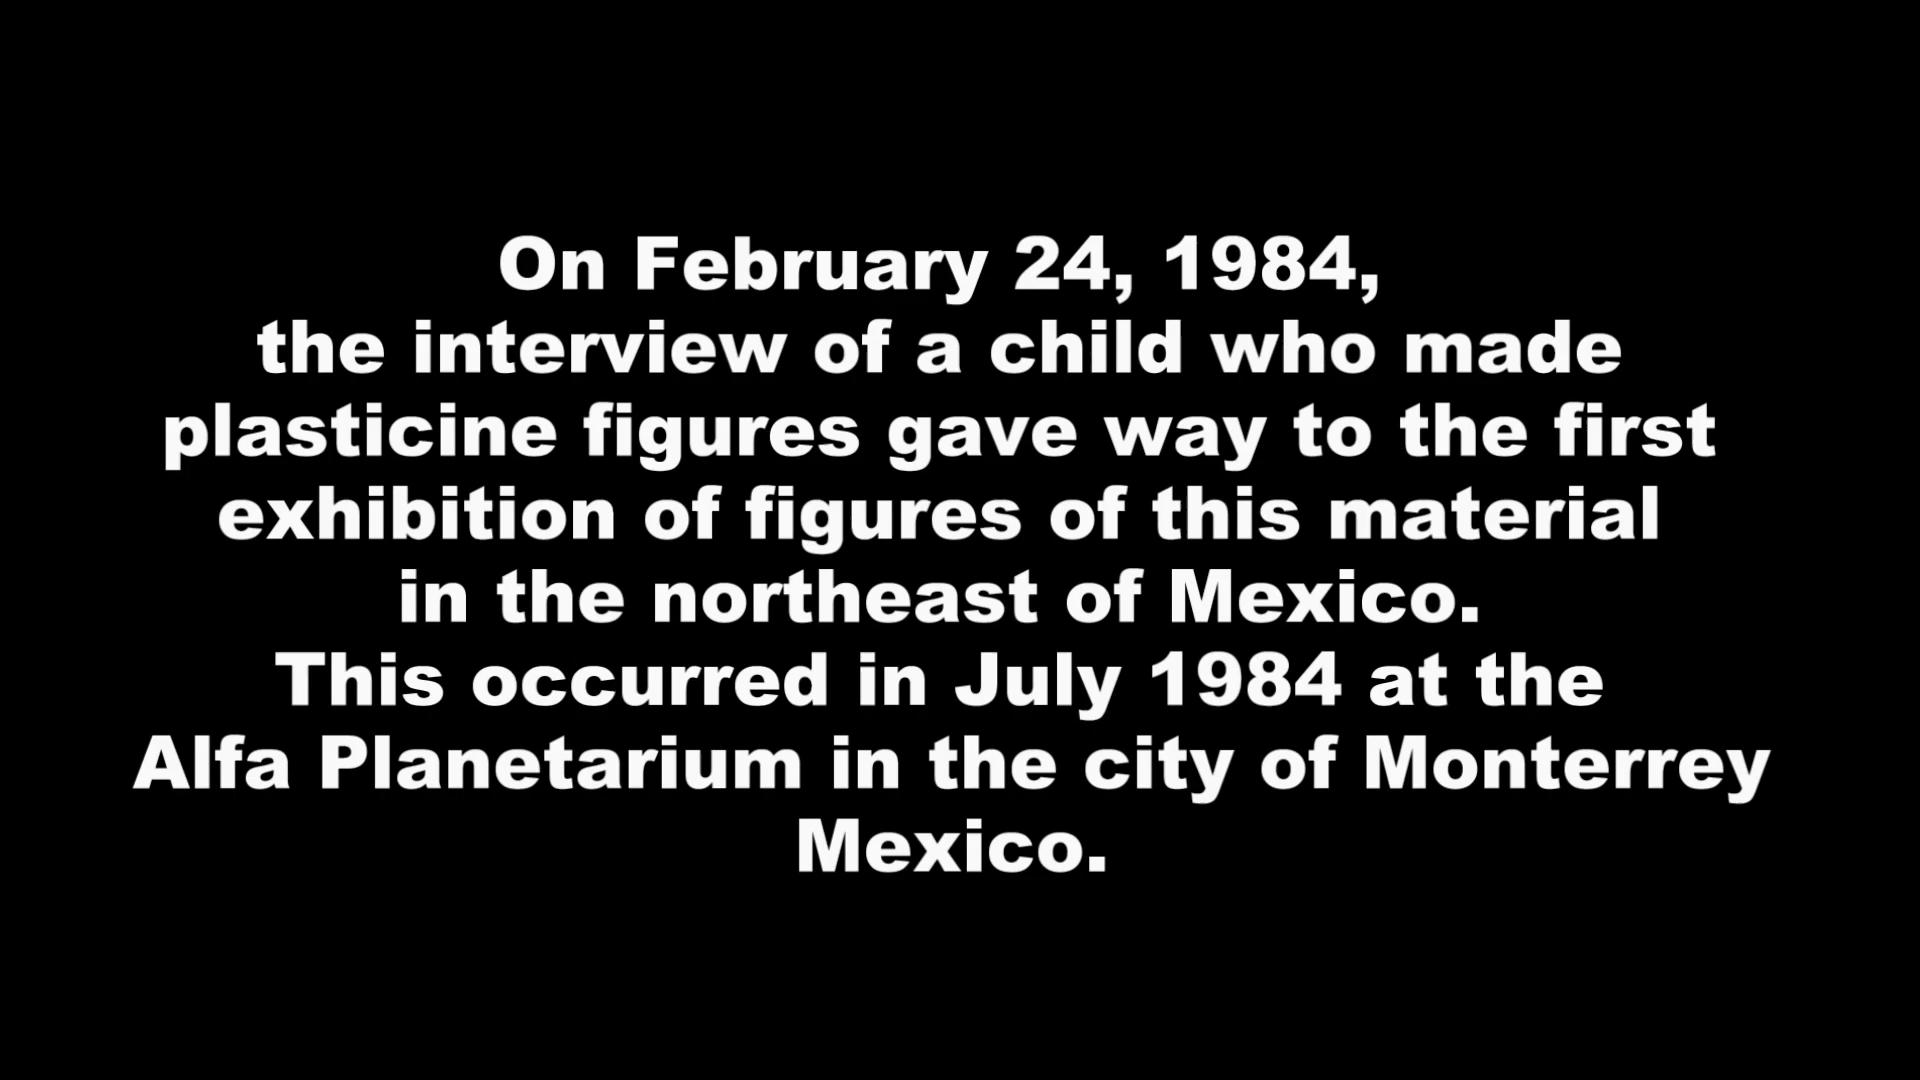 On February 24, 1984,
the interview of a child who made
plasticine figures gave way to the first
exhibition of figures of this material
in the northeast of Mexico.
This occurred in July 1984 at the
Alfa Planetarium in the city of Monterrey
Mexico.